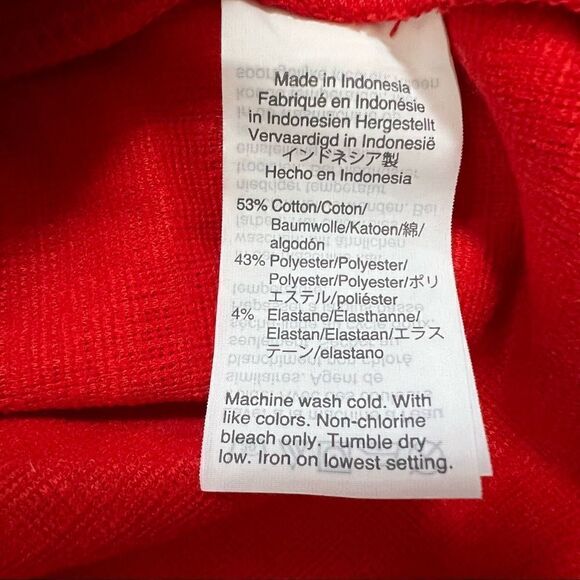 Made in Indonesia
Fabriqué en Indonésie
in Indonesien Hergestellt
Vervaardigd in Indonesië
インドネシア製
Hecho en Indonesia
53% Cotton/Coton/
Baumwolle/Katoen/綿/
algodón
43% Polyester/Polyester/
Polyester/Polyester/ポリ
エステル/poliéster
4% Elastane/Élasthanne/
Elastan/Elastaan/エラス
テーン/elastano
Machine wash cold. With
like colors. Non-chlorine
bleach only. Tumble dry
low. Iron on lowest setting.